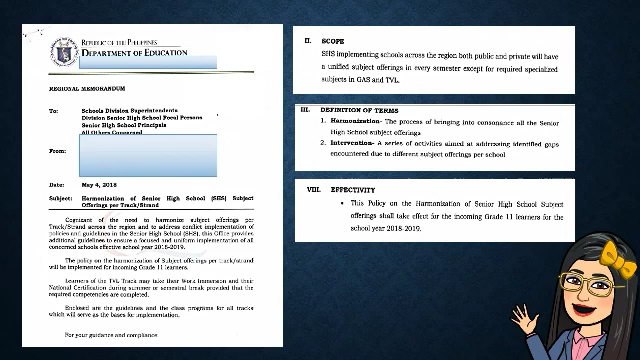 REPUBLIC OF THE PHILIPPINES
DEPARTMENT OF EDUCATION
REGIONAL MEMORANDUM
To: Schools Division Superintendents
Division Senior High School Focal Persons
Senior High School Principals
All Others Concerned
From:
Date: May 4, 2018
Subject: Harmonization of Senior High School (SHS) Subject
Offerings per Track/Strand
Cognizant of the need to harmonize subject offerings per
Track/Strand across the region and to address conflict implementation of
policies and guidelines in the Senior High School (SHS), this Office provides
additional guidelines to ensure a focused and uniform implementation of all
concerned schools effective school year 2018-2019.
The policy on the harmonization of Subject offerings per track/strand
will be implemented for incoming Grade 11 learners.
Learners of the TVL Track may take their Work Immersion and their
National Certification during summer or semestral break provided that the
required competencies are completed.
Enclosed are the guidelines and the class programs for all tracks
which will serve as the bases for implementation.
For your guidance and compliance.
II. SCOPE
SHS implementing schools across the region both public and private will have
a unified subject offerings in every semester except for required specialized
subjects in GAS and TVL.
III. DEFINITION OF TERMS
1. Harmonization- The process of bringing into consonance all the Senior
High School subject offerings
2. Intervention- A series of activities aimed at addressing identified gaps
encountered due to different subject offerings per school
VIII. EFFECTIVITY
• This Policy on the Harmonization of Senior High School Subject
offerings shall take effect for the incoming Grade 11 learners for the
school year 2018-2019.